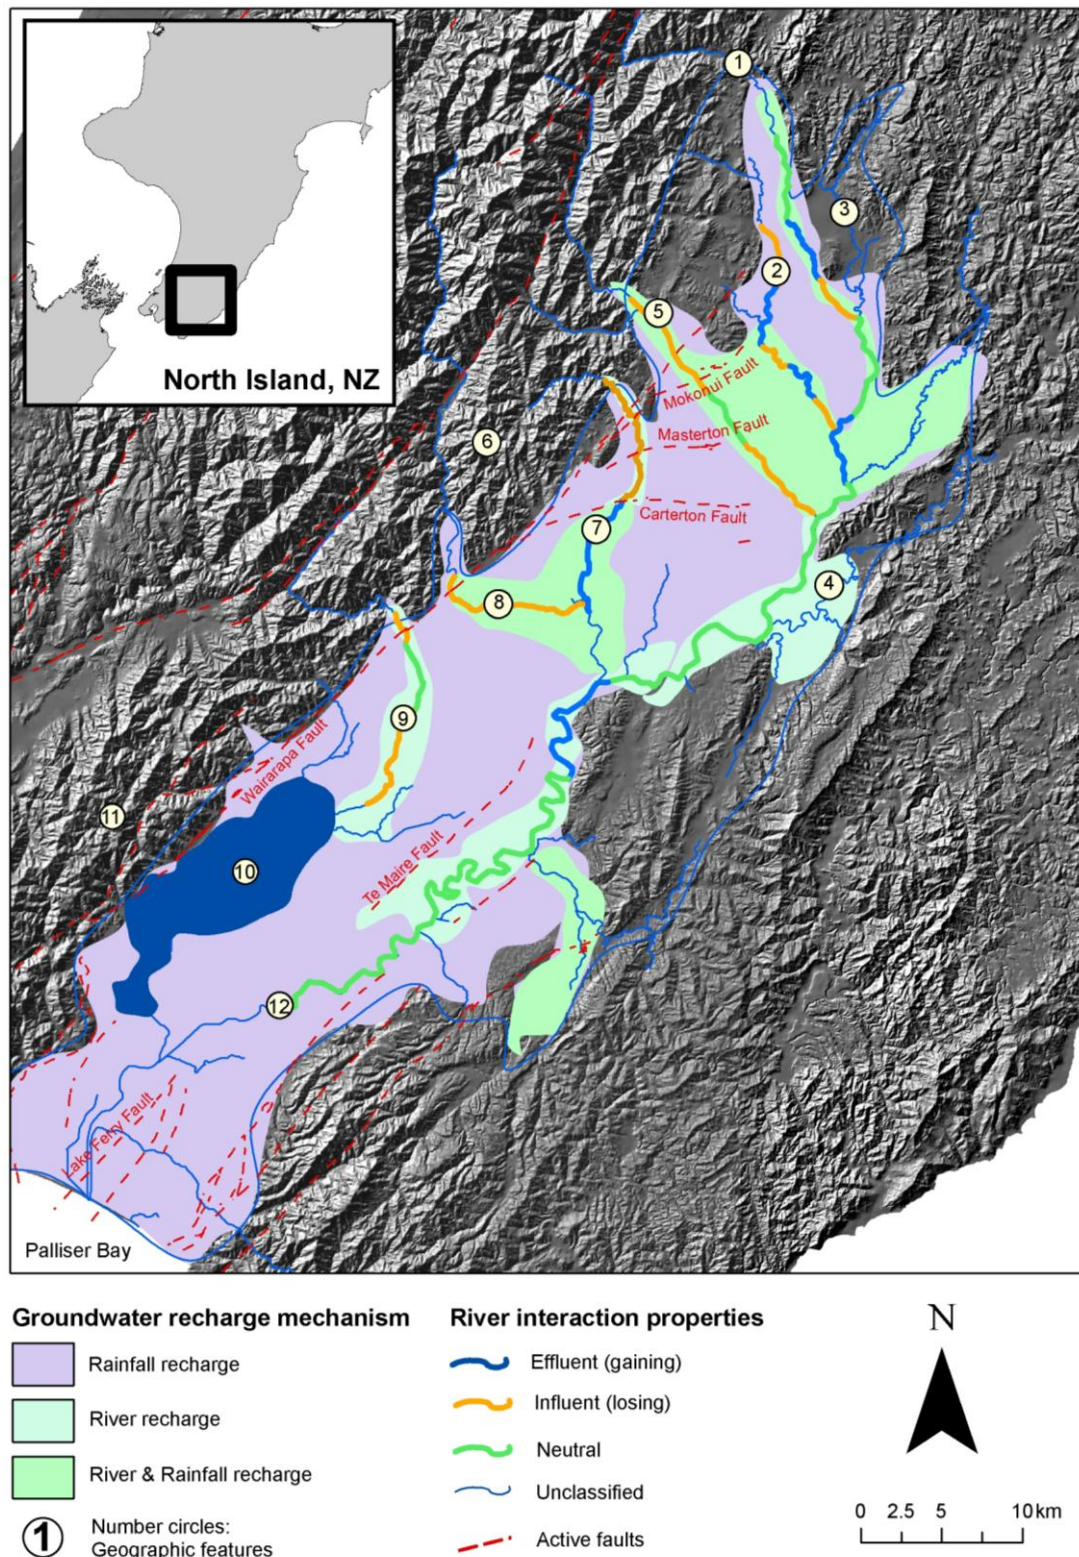 North Island, NZ
1
3
2
5
Mokonui Fault
6
Masterton Fault
Carterton Fault
7
4
8
9
Wairarapa Fault
11
10
Te Maire Fault
12
Lake Ferry Fault
Palliser Bay
Groundwater recharge mechanism
Rainfall recharge
River recharge
River & Rainfall recharge
1
Number circles:
Geographic features
River interaction properties
Effluent (gaining)
Influent (losing)
Neutral
Unclassified
Active faults
N
0 2.5 5 10 km